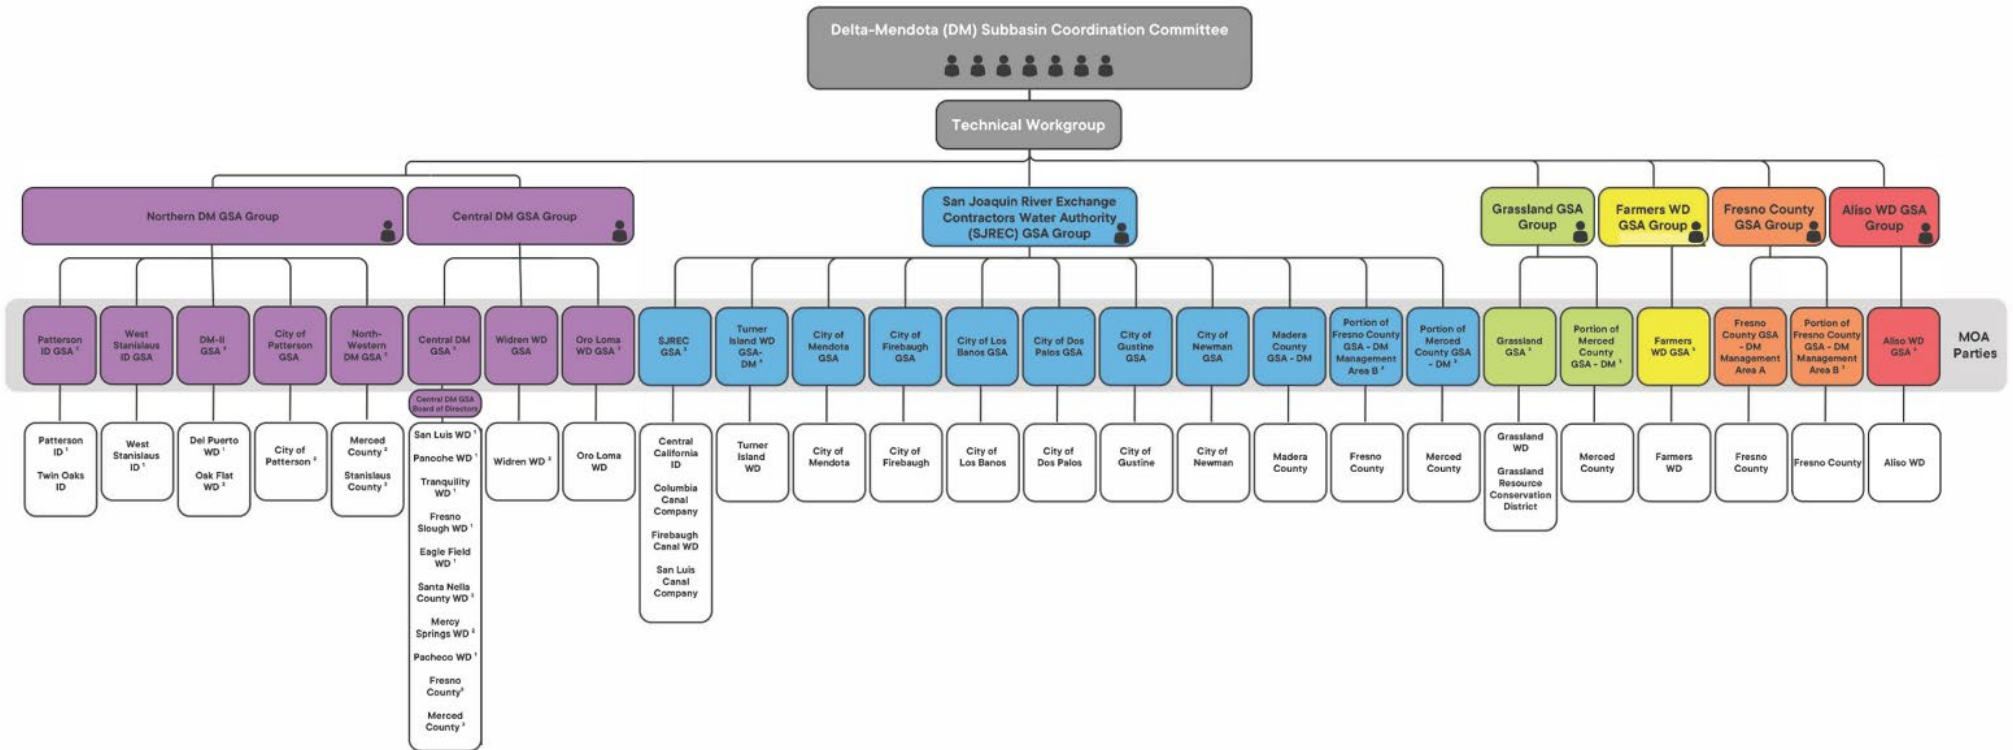 Delta-Mendota (DM) Subbasin Coordination Committee
Technical Workgroup
Northern DM GSA Group
Central DM GSA Group
San Joaquin River Exchange
Contractors Water Authority
(SJREC) GSA Group
Grassland GSA
Group
Farmers WD
GSA Group
Fresno County
GSA Group
Aliso WD GSA
Group
Patterson
ID GSA
West
Stanislaus
ID GSA
DM-II
GSA
City of
Patterson
GSA
North-
Western
DM GSA
Central DM
GSA
Widren WD
GSA
Oro Loma
WD GSA
SJREC
GSA
Turner
Island WD
GSA-
DM
City of
Mendota
GSA
City of
Firebaugh
GSA
City of Los
Banos GSA
City of Dos
Palos GSA
City of
Gustine
GSA
City of
Newman
GSA
Madera
County
GSA - DM
Portion of
Fresno County
GSA - DM
Management
Area B
Portion of
Merced
County GSA
- DM
Grassland
GSA
Portion of
Merced
County
GSA - DM
Farmers
WD GSA
Fresno
County GSA
- DM
Management
Area A
Portion of
Fresno County
GSA - DM
Management
Area B
Aliso WD
GSA
MOA
Parties
Central DM GSA
Board of Directors
Patterson
ID ¹
Twin Oaks
ID
West
Stanislaus
ID ¹
Del Puerto
WD ¹
Oak Flat
WD
City of
Patterson
Merced
County
Stanislaus
County
San Luis WD ¹
Panoche WD ¹
Tranquility
WD ¹
Fresno
Slough WD ¹
Eagle Field
WD ¹
Santa Nella
County WD
Mercy
Springs WD
Pacheco WD ¹
Fresno
County
Merced
County
Widren WD
Oro Loma
WD
Central
California
ID
Columbia
Canal
Company
Firebaugh
Canal WD
San Luis
Canal
Company
Turner
Island
WD
City of
Mendota
City of
Firebaugh
City of
Los Banos
City of
Dos Palos
City of
Gustine
City of
Newman
Madera
County
Fresno
County
Merced
County
Grassland
WD
Grassland
Resource
Conservation
District
Merced
County
Farmers
WD
Fresno
County
Fresno County
Aliso WD